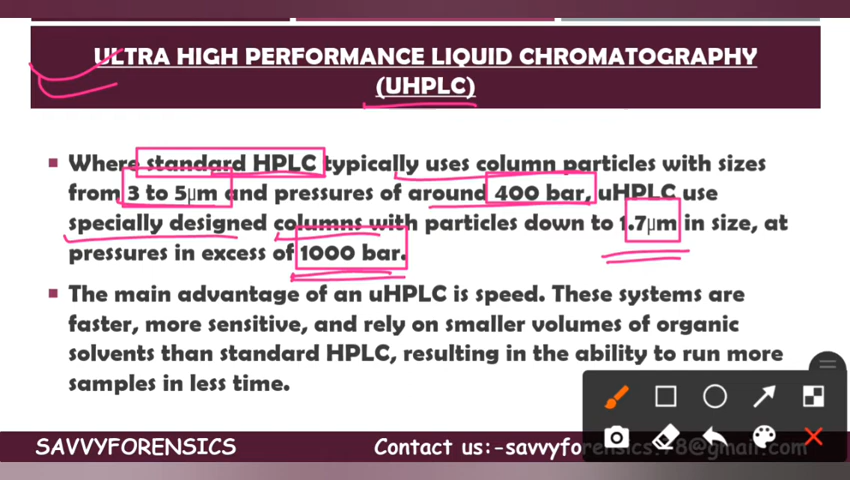 ULTRA HIGH PERFORMANCE LIQUID CHROMATOGRAPHY
(UHPLC)
Where standard HPLC typically uses column particles with sizes
from 3 to 5µm and pressures of around 400 bar, uHPLC use
specially designed columns with particles down to 1.7µm in size, at
pressures in excess of 1000 bar.
The main advantage of an uHPLC is speed. These systems are
faster, more sensitive, and rely on smaller volumes of organic
solvents than standard HPLC, resulting in the ability to run more
samples in less time.
SAVVYFORENSICS
Contact us:-savvyforensics.18@gmail.com